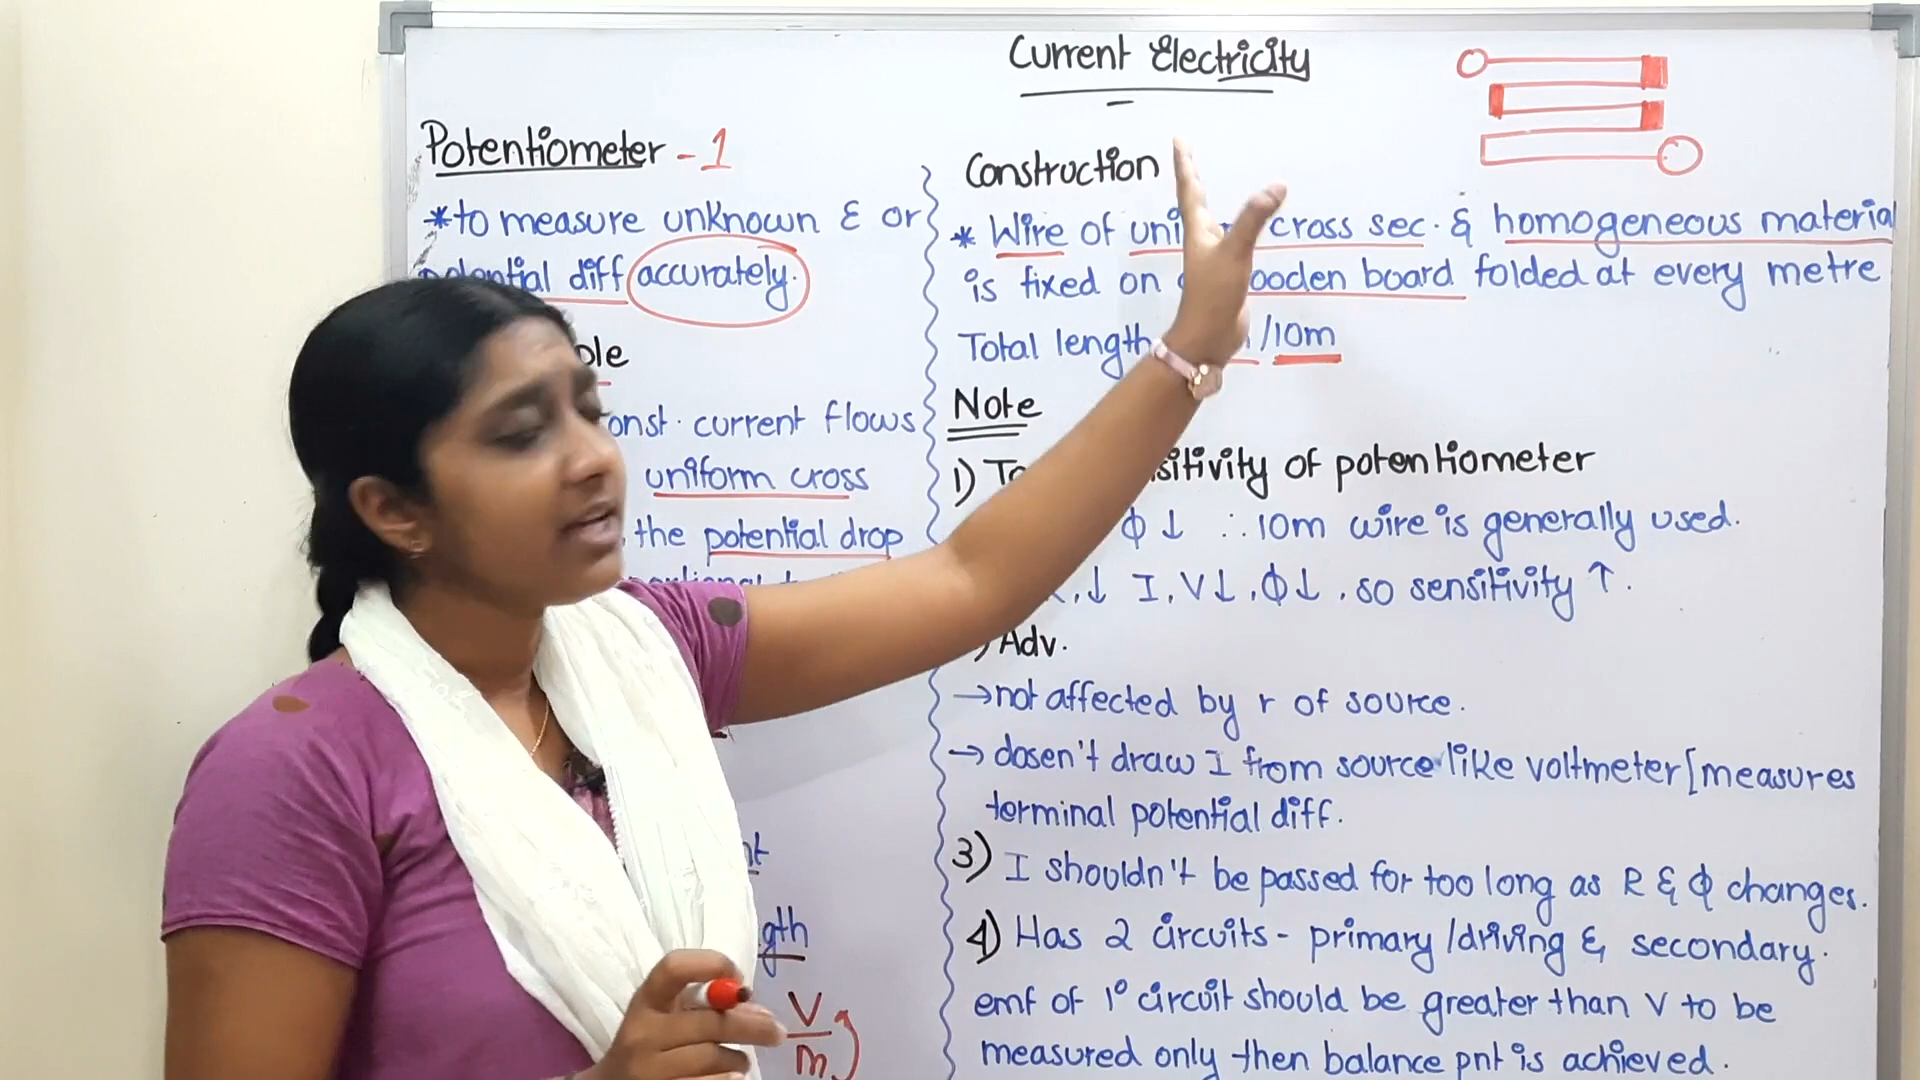 Current Electricity
Potentiometer - 1
* to measure unknown ε or
potential diff accurately.
const. current flows
uniform cross
the potential drop
V
m
Construction
* Wire of cross sec. & homogeneous material
is fixed on wooden board folded at every metre
Total length /10m
Note
1) sitivity of potentiometer
Φ ↓ ∴ 10m wire is generally used.
↓ I, V↓, Φ↓, so sensitivity ↑.
Adv.
→ not affected by r of source.
→ dosen't draw I from source like voltmeter [measures
terminal potential diff.
3) I shouldn't be passed for too long as R & Φ changes.
4) Has 2 circuits - primary /driving & secondary.
emf of 1° circuit should be greater than V to be
measured only then balance pnt is achieved.